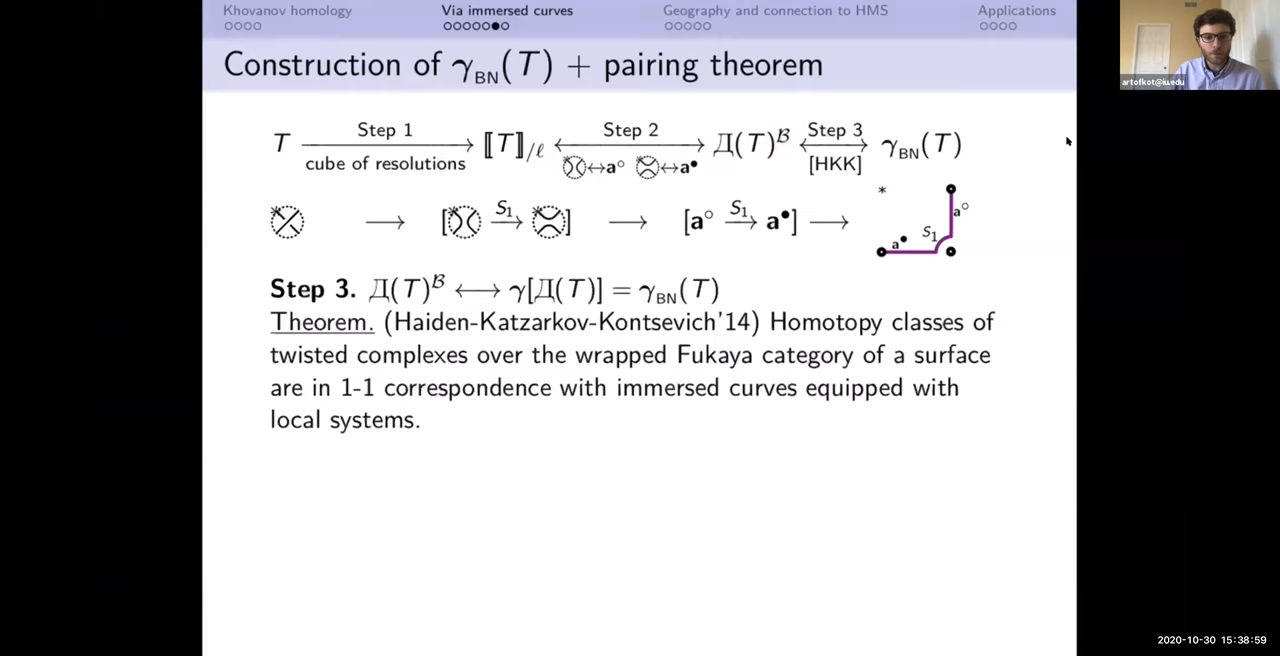 Khovanov homology Via immersed curves Geography and connection to HMS Applications
Construction of γ_BN(T) + pairing theorem
artofkot@iu.edu
Step 1 Step 2 Step 3
T ⟶ ⟦T⟧/ℓ ⟷ Д(T)^ℬ ⟷ γ_BN(T)
cube of resolutions ↔a° ↔a• [HKK]
⟶ [ S₁⟶ ] ⟶ [a° S₁⟶ a•] ⟶ * a• S₁ a°
Step 3. Д(T)^ℬ ⟷ γ[Д(T)] = γ_BN(T)
Theorem. (Haiden-Katzarkov-Kontsevich'14) Homotopy classes of
twisted complexes over the wrapped Fukaya category of a surface
are in 1-1 correspondence with immersed curves equipped with
local systems.
2020-10-30 15:38:59